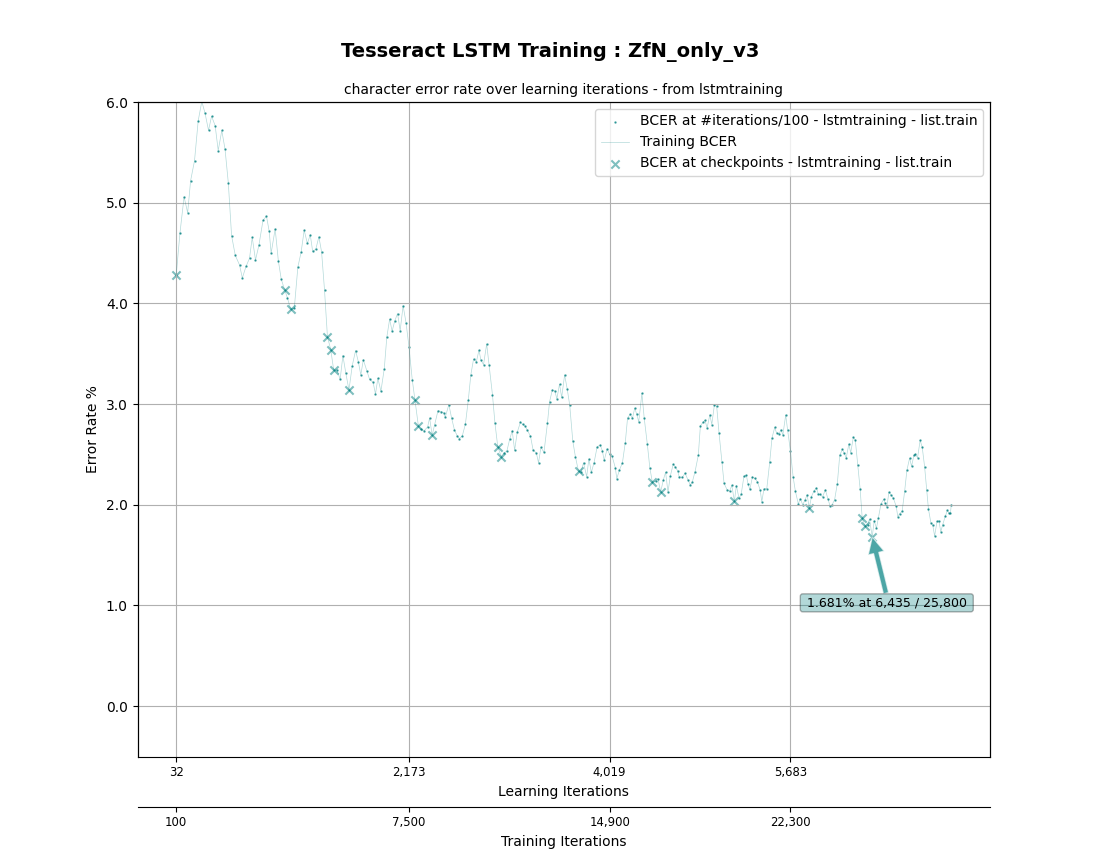 Tesseract LSTM Training : ZfN_only_v3
character error rate over learning iterations - from lstmtraining
BCER at #iterations/100 - lstmtraining - list.train
Training BCER
BCER at checkpoints - lstmtraining - list.train
6.0
5.0
4.0
3.0
2.0
1.0
0.0
Error Rate %
1.681% at 6,435 / 25,800
32 2,173 4,019 5,683
Learning Iterations
100 7,500 14,900 22,300
Training Iterations